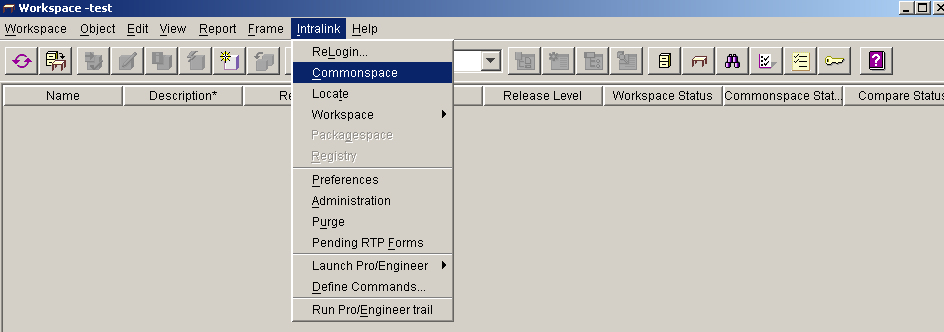 Workspace -test
Workspace Object Edit View Report Frame Intralink Help
ReLogin...
Commonspace
Name Description* Re Release Level Workspace Status Commonspace Stat... Compare Status
Locate
Workspace
Packagespace
Registry
Preferences
Administration
Purge
Pending RTP Forms
Launch Pro/Engineer
Define Commands...
Run Pro/Engineer trail